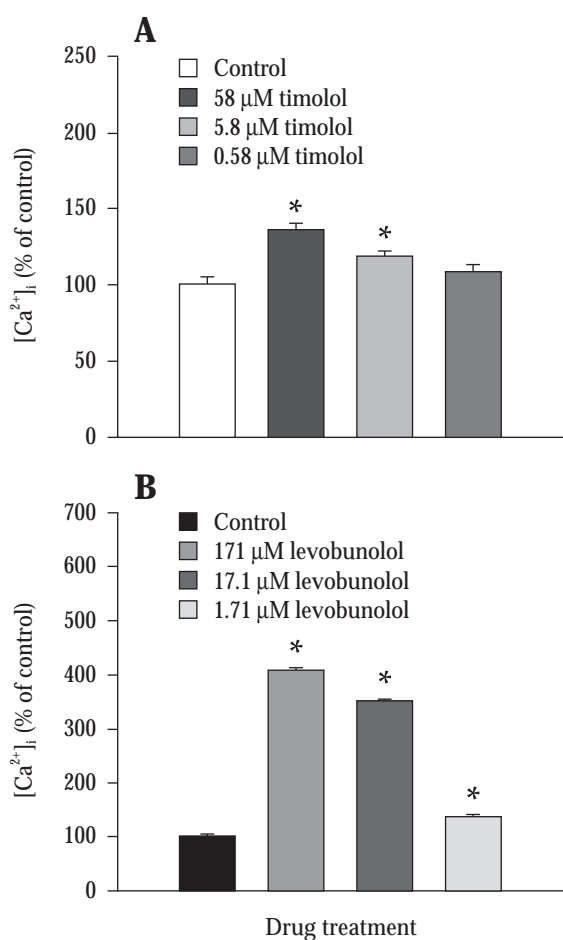 A
250
200
150
100
50
0
[Ca²⁺]ᵢ (% of control)
Control
58 µM timolol
5.8 µM timolol
0.58 µM timolol
*
*
B
700
600
500
400
300
200
100
0
[Ca²⁺]ᵢ (% of control)
Control
171 µM levobunolol
17.1 µM levobunolol
1.71 µM levobunolol
*
*
*
Drug treatment